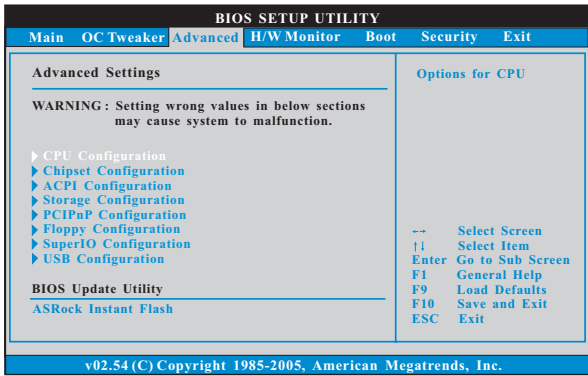 BIOS SETUP UTILITY
Main OC Tweaker Advanced H/W Monitor Boot Security Exit
Advanced Settings
WARNING : Setting wrong values in below sections
may cause system to malfunction.
CPU Configuration
Chipset Configuration
ACPI Configuration
Storage Configuration
PCIPnP Configuration
Floppy Configuration
SuperIO Configuration
USB Configuration
BIOS Update Utility
ASRock Instant Flash
Options for CPU
←→ Select Screen
↑↓ Select Item
Enter Go to Sub Screen
F1 General Help
F9 Load Defaults
F10 Save and Exit
ESC Exit
v02.54 (C) Copyright 1985-2005, American Megatrends, Inc.